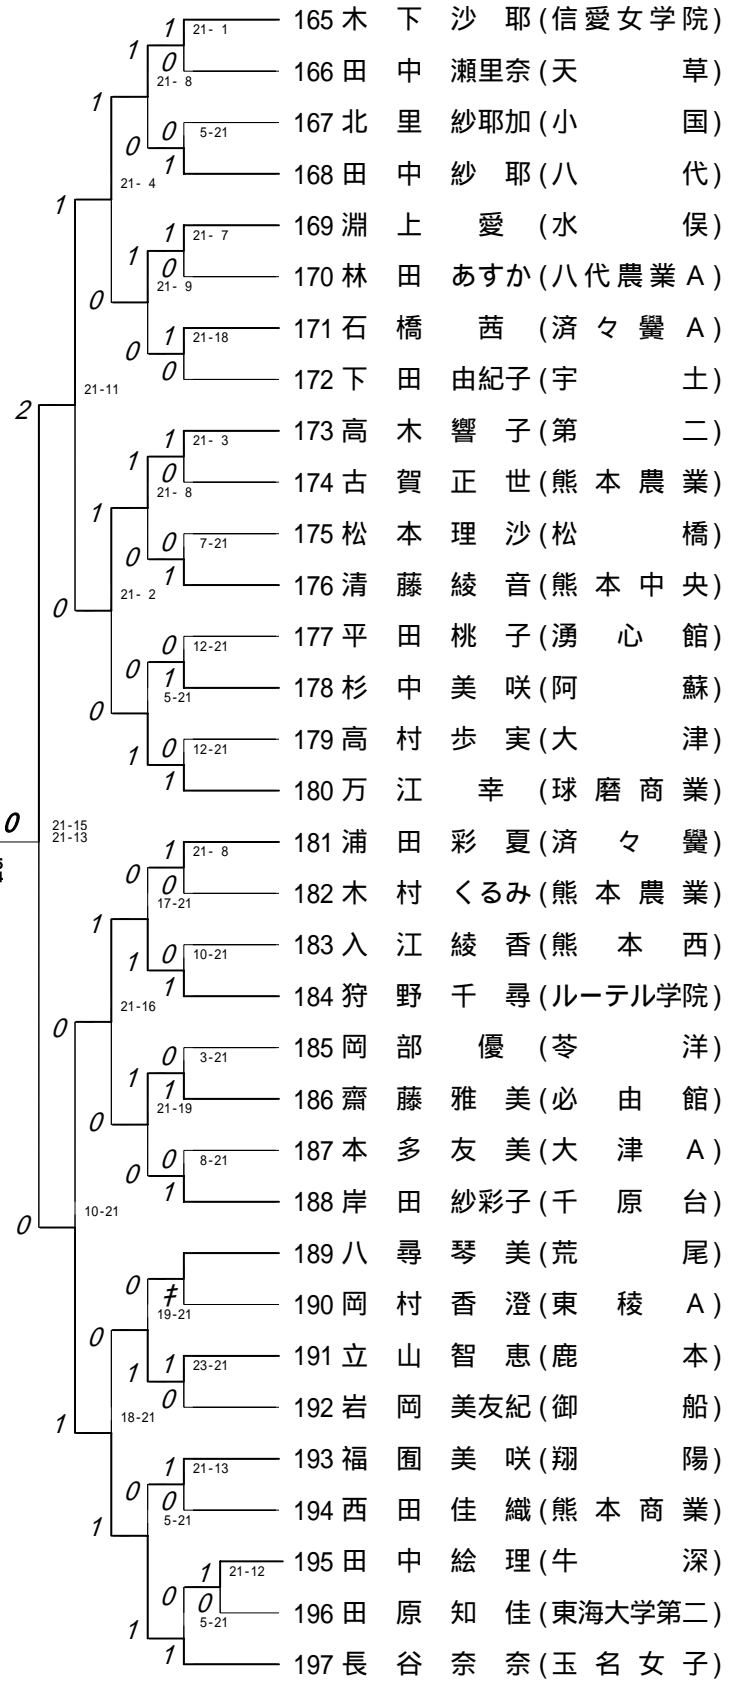 1 21- 1 165 木下沙耶(信愛女学院)
1 0 21- 8 166 田中瀬里奈(天草)
1 0 5-21 167 北里紗耶加(小国)
0 1 21- 4 168 田中紗耶(八代)
1 1 21- 7 169 淵上愛(水俣)
1 0 21- 9 170 林田あすか(八代農業A)
0 1 21-18 171 石橋茜(済々黌A)
0 0 172 下田由紀子(宇土)
2 21-11
1 21- 3 173 高木響子(第二)
1 0 21- 8 174 古賀正世(熊本農業)
1 0 7-21 175 松本理沙(松橋)
0 1 21- 2 176 清藤綾音(熊本中央)
0 0 12-21 177 平田桃子(湧心館)
0 1 5-21 178 杉中美咲(阿蘇)
0 0 12-21 179 高村歩実(大津)
1 1 180 万江幸(球磨商業)
0 21-15
21-13
1 21- 8 181 浦田彩夏(済々黌)
0 0 17-21 182 木村くるみ(熊本農業)
1 0 10-21 183 入江綾香(熊本西)
1 1 21-16 184 狩野千尋(ルーテル学院)
0 0 3-21 185 岡部優(苓洋)
1 1 21-19 186 齋藤雅美(必由館)
0 0 8-21 187 本多友美(大津A)
0 1 188 岸田紗彩子(千原台)
0 10-21
189 八尋琴美(荒尾)
0 キ 19-21 190 岡村香澄(東稜A)
0 1 23-21 191 立山智恵(鹿本)
1 0 18-21 192 岩岡美友紀(御船)
1 1 21-13 193 福囿美咲(翔陽)
0 0 5-21 194 西田佳織(熊本商業)
1 1 21-12 195 田中絵理(牛深)
0 0 5-21 196 田原知佳(東海大学第二)
1 1 197 長谷奈奈(玉名女子)